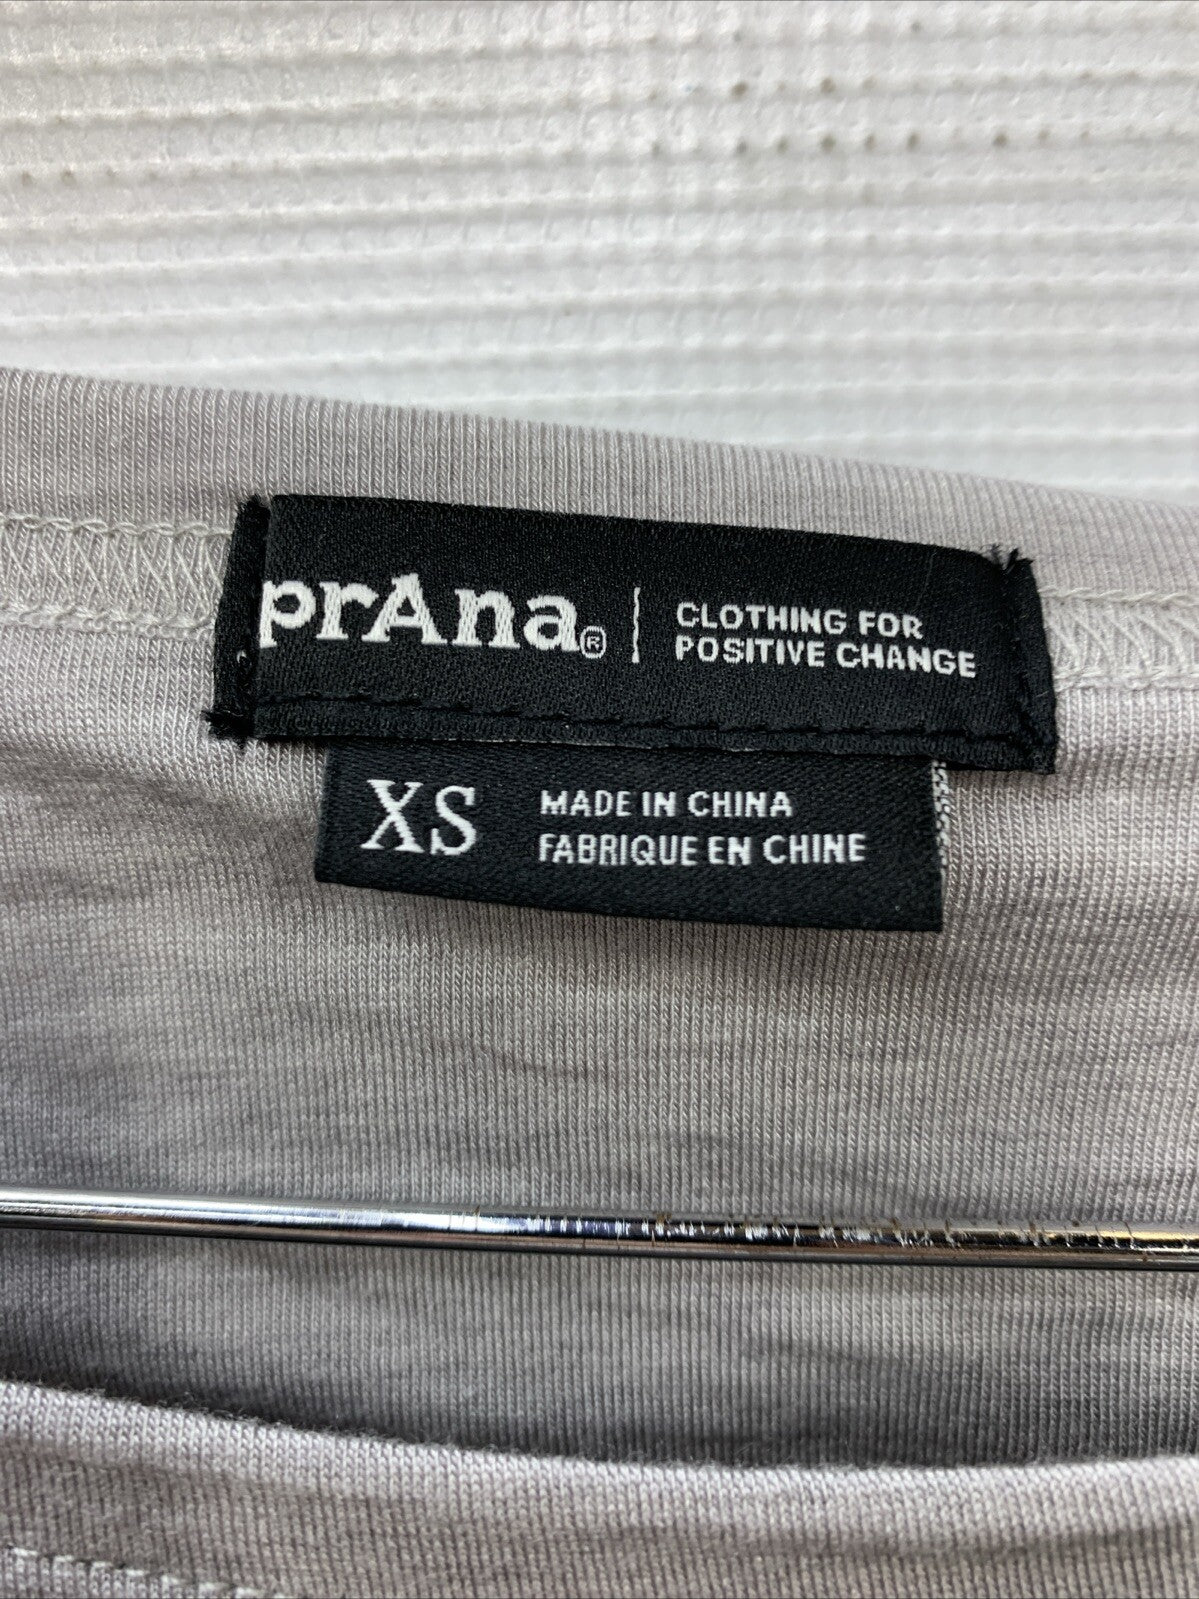 prAna® | CLOTHING FOR
POSITIVE CHANGE
XS
MADE IN CHINA
FABRIQUE EN CHINE